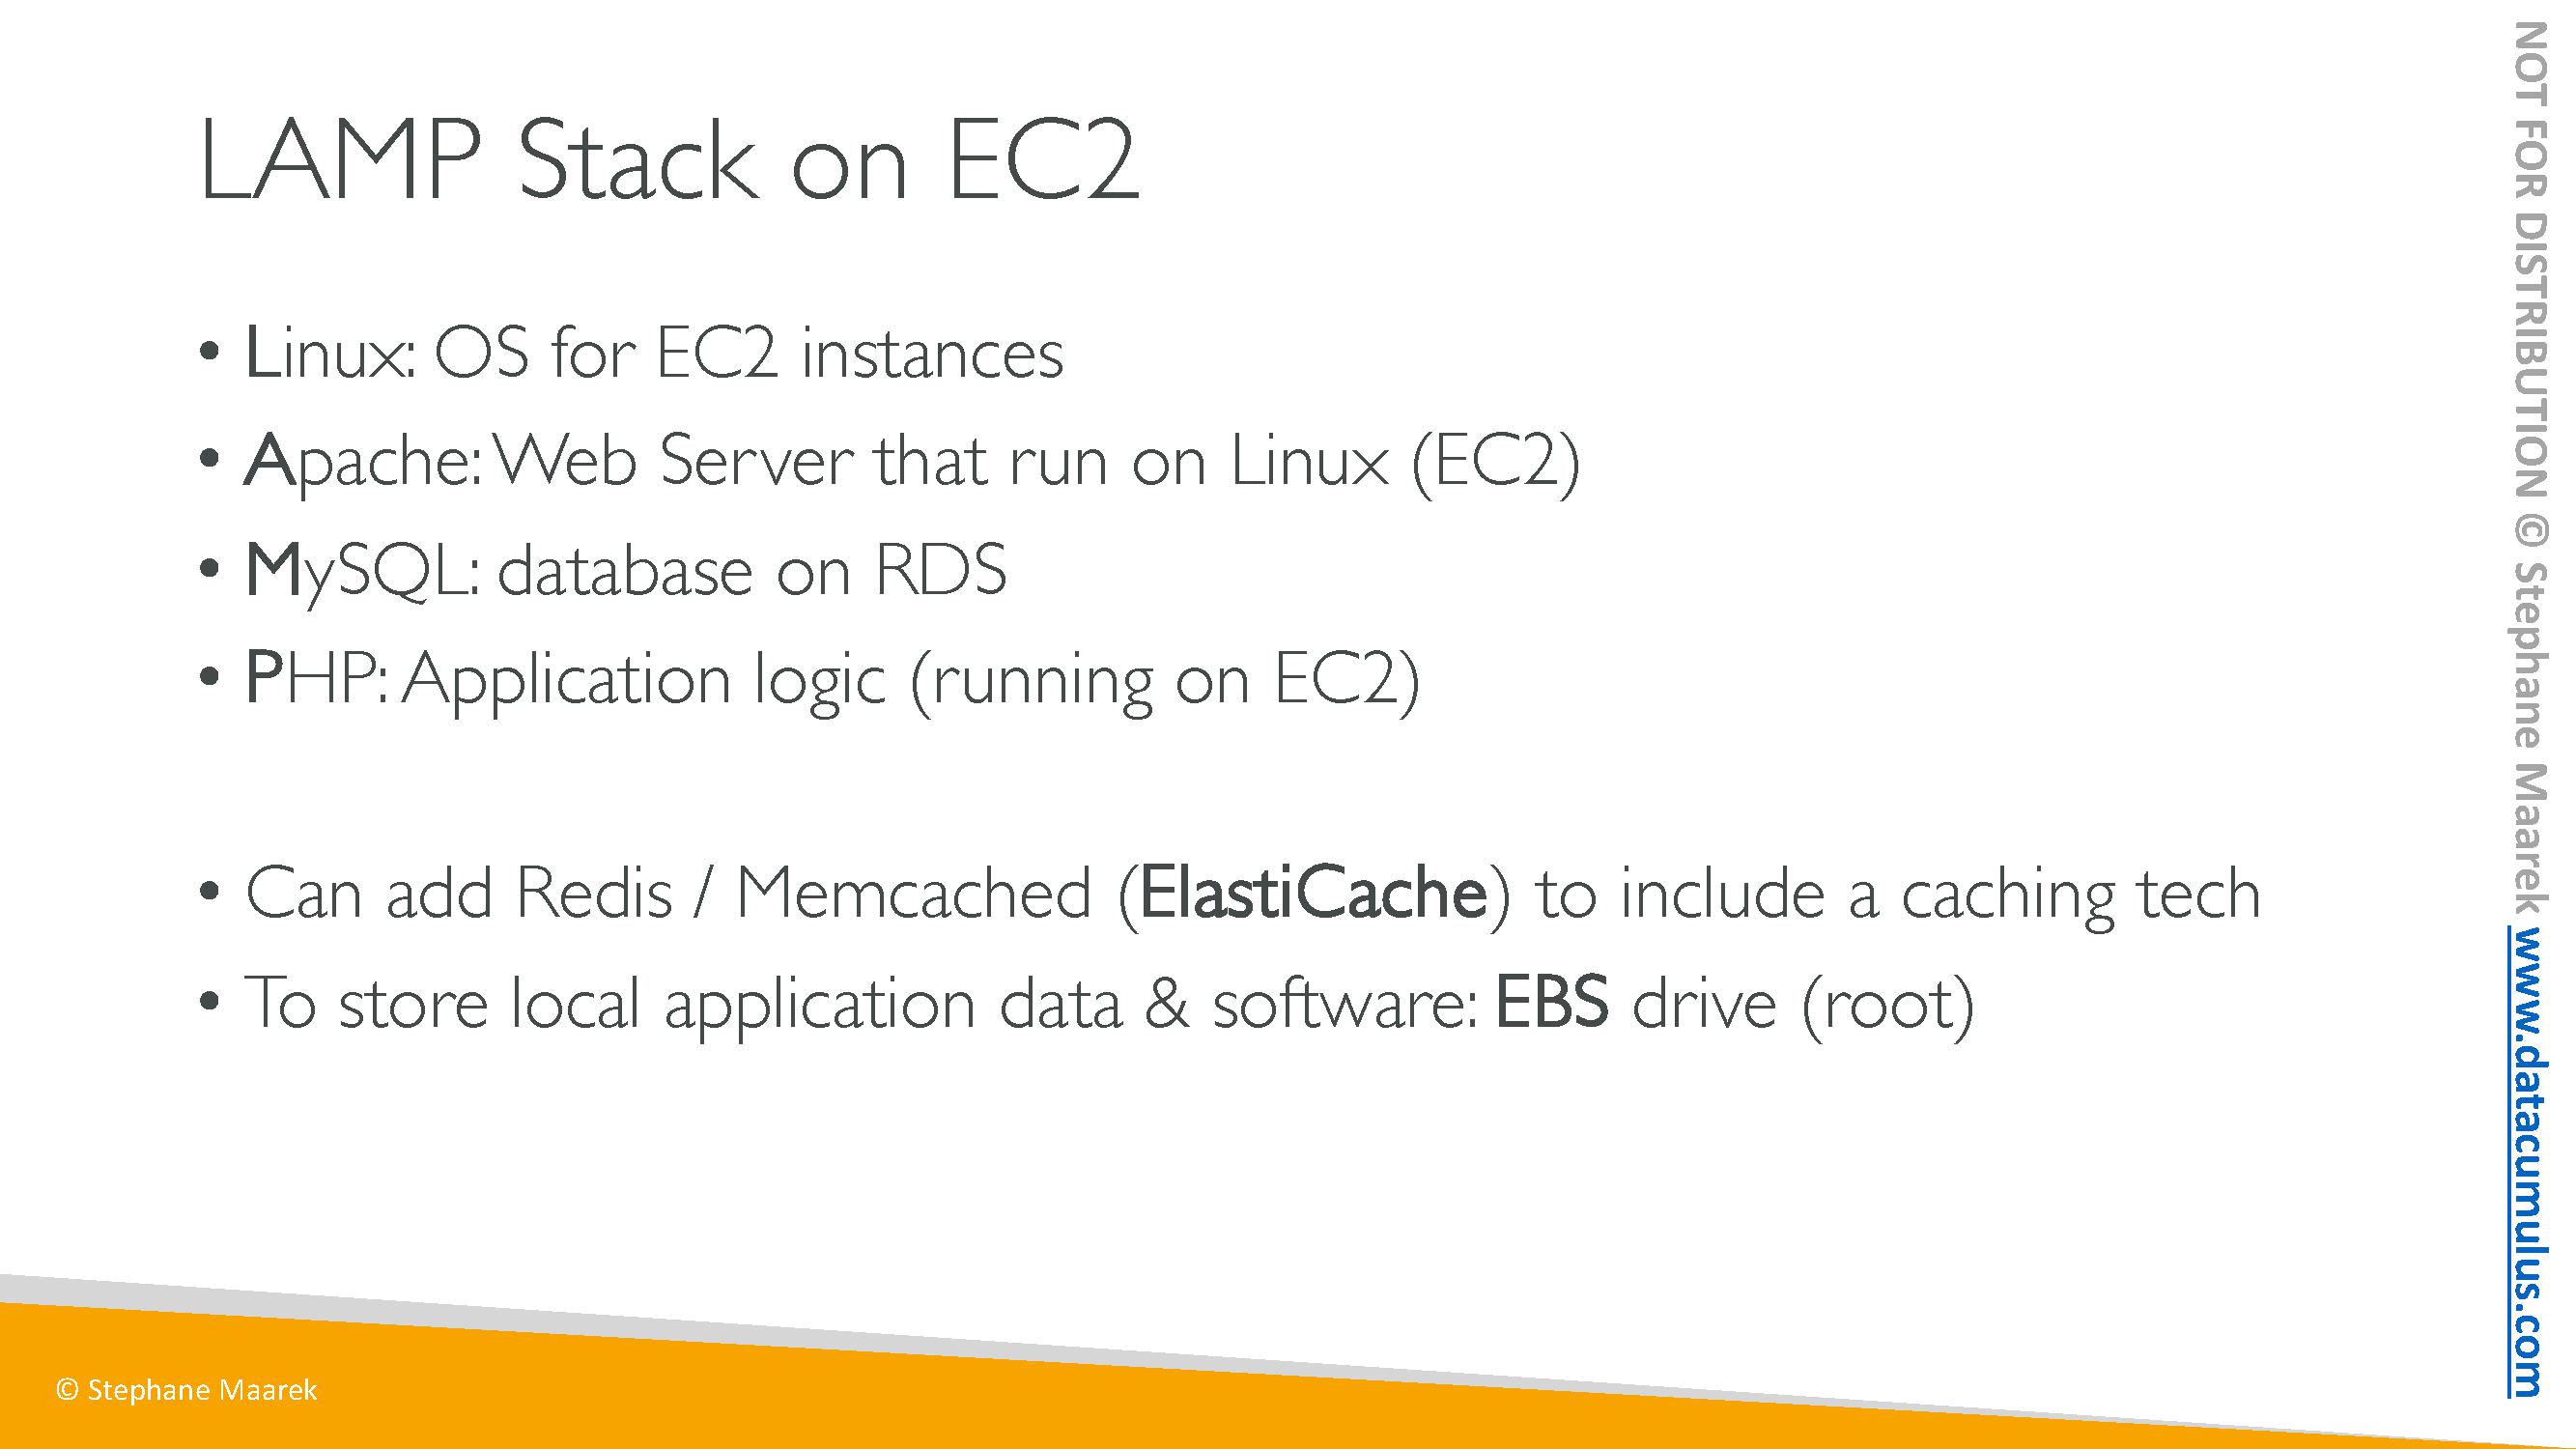 LAMP Stack on EC2
• Linux: OS for EC2 instances
• Apache: Web Server that run on Linux (EC2)
• MySQL: database on RDS
• PHP: Application logic (running on EC2)
• Can add Redis / Memcached (ElastiCache) to include a caching tech
• To store local application data & software: EBS drive (root)
© Stephane Maarek
NOT FOR DISTRIBUTION © Stephane Maarek www.datacumulus.com